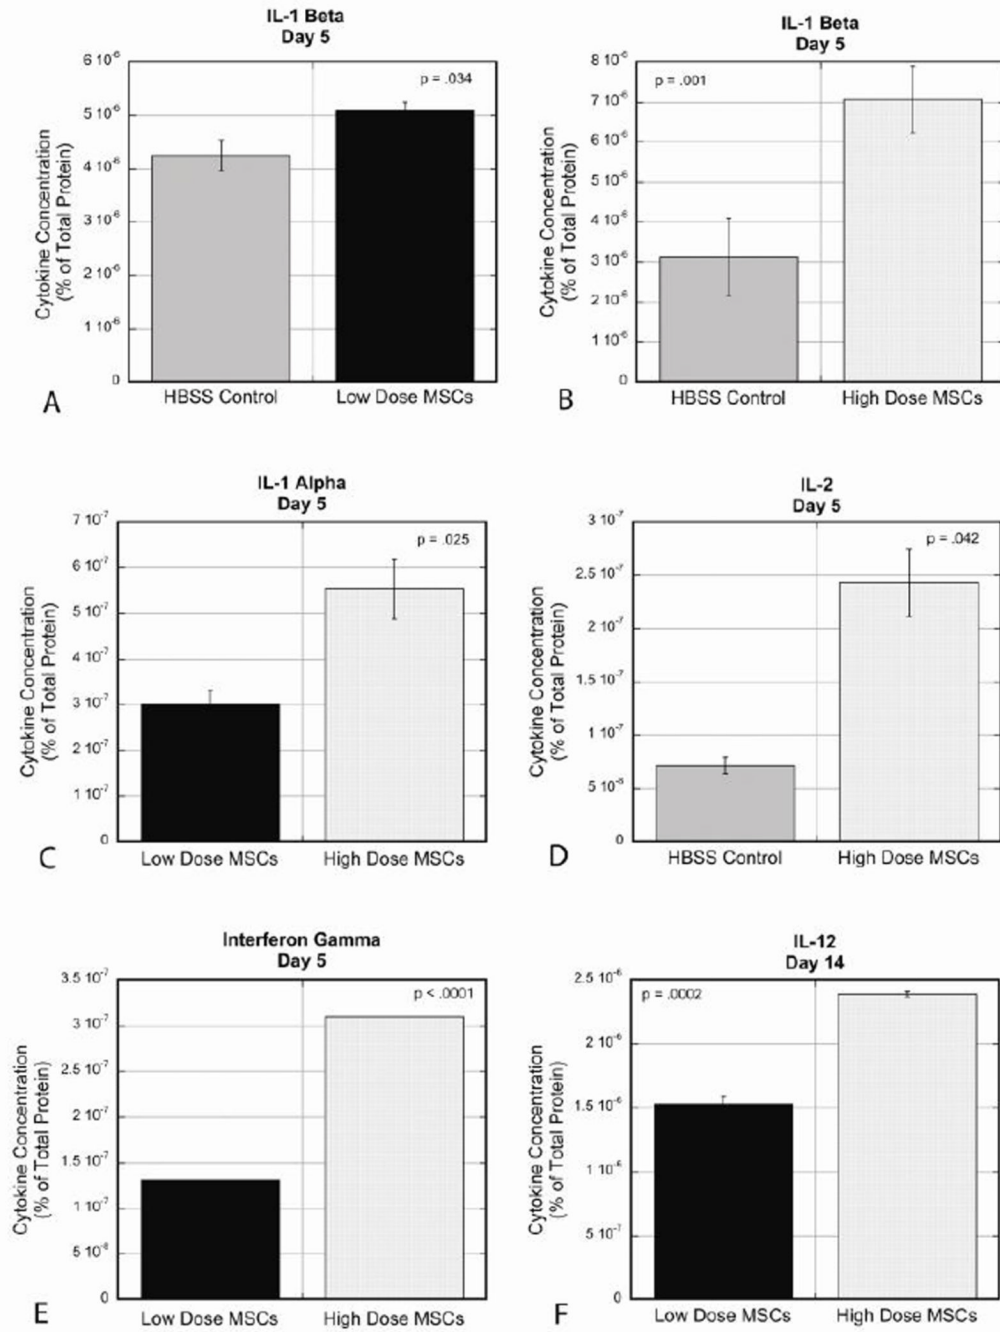 IL-1 Beta
Day 5
Cytokine Concentration
(% of Total Protein)
6 10⁻⁶
5 10⁻⁶
4 10⁻⁶
3 10⁻⁶
2 10⁻⁶
1 10⁻⁶
0
p = .034
HBSS Control
Low Dose MSCs
A
IL-1 Beta
Day 5
Cytokine Concentration
(% of Total Protein)
8 10⁻⁶
7 10⁻⁶
6 10⁻⁶
5 10⁻⁶
4 10⁻⁶
3 10⁻⁶
2 10⁻⁶
1 10⁻⁶
0
p = .001
HBSS Control
High Dose MSCs
B
IL-1 Alpha
Day 5
Cytokine Concentration
(% of Total Protein)
7 10⁻⁷
6 10⁻⁷
5 10⁻⁷
4 10⁻⁷
3 10⁻⁷
2 10⁻⁷
1 10⁻⁷
0
p = .025
Low Dose MSCs
High Dose MSCs
C
IL-2
Day 5
Cytokine Concentration
(% of Total Protein)
3 10⁻⁷
2.5 10⁻⁷
2 10⁻⁷
1.5 10⁻⁷
1 10⁻⁷
5 10⁻⁸
0
p = .042
HBSS Control
High Dose MSCs
D
Interferon Gamma
Day 5
Cytokine Concentration
(% of Total Protein)
3.5 10⁻⁷
3 10⁻⁷
2.5 10⁻⁷
2 10⁻⁷
1.5 10⁻⁷
1 10⁻⁷
5 10⁻⁸
0
p < .0001
Low Dose MSCs
High Dose MSCs
E
IL-12
Day 14
Cytokine Concentration
(% of Total Protein)
2.5 10⁻⁶
2 10⁻⁶
1.5 10⁻⁶
1 10⁻⁶
5 10⁻⁷
0
p = .0002
Low Dose MSCs
High Dose MSCs
F